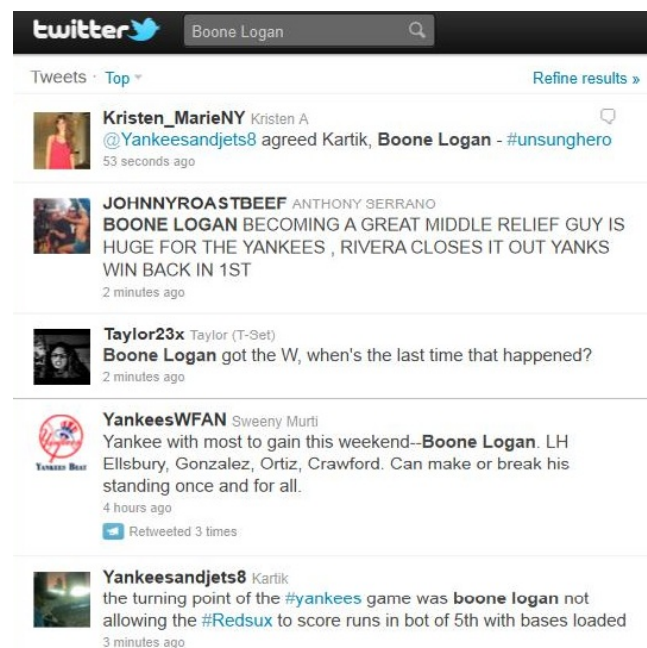 twitter
Boone Logan
Tweets · Top
Refine results »
Kristen_MarieNY Kristen A
@Yankeesandjets8 agreed Kartik, Boone Logan - #unsunghero
53 seconds ago
JOHNNYROASTBEEF ANTHONY SERRANO
BOONE LOGAN BECOMING A GREAT MIDDLE RELIEF GUY IS
HUGE FOR THE YANKEES , RIVERA CLOSES IT OUT YANKS
WIN BACK IN 1ST
2 minutes ago
Taylor23x Taylor (T-Set)
Boone Logan got the W, when's the last time that happened?
2 minutes ago
YANKEES BEAT
YankeesWFAN Sweeny Murti
Yankee with most to gain this weekend--Boone Logan. LH
Ellsbury, Gonzalez, Ortiz, Crawford. Can make or break his
standing once and for all.
4 hours ago
Retweeted 3 times
Yankeesandjets8 Kartik
the turning point of the #yankees game was boone logan not
allowing the #Redsux to score runs in bot of 5th with bases loaded
3 minutes ago